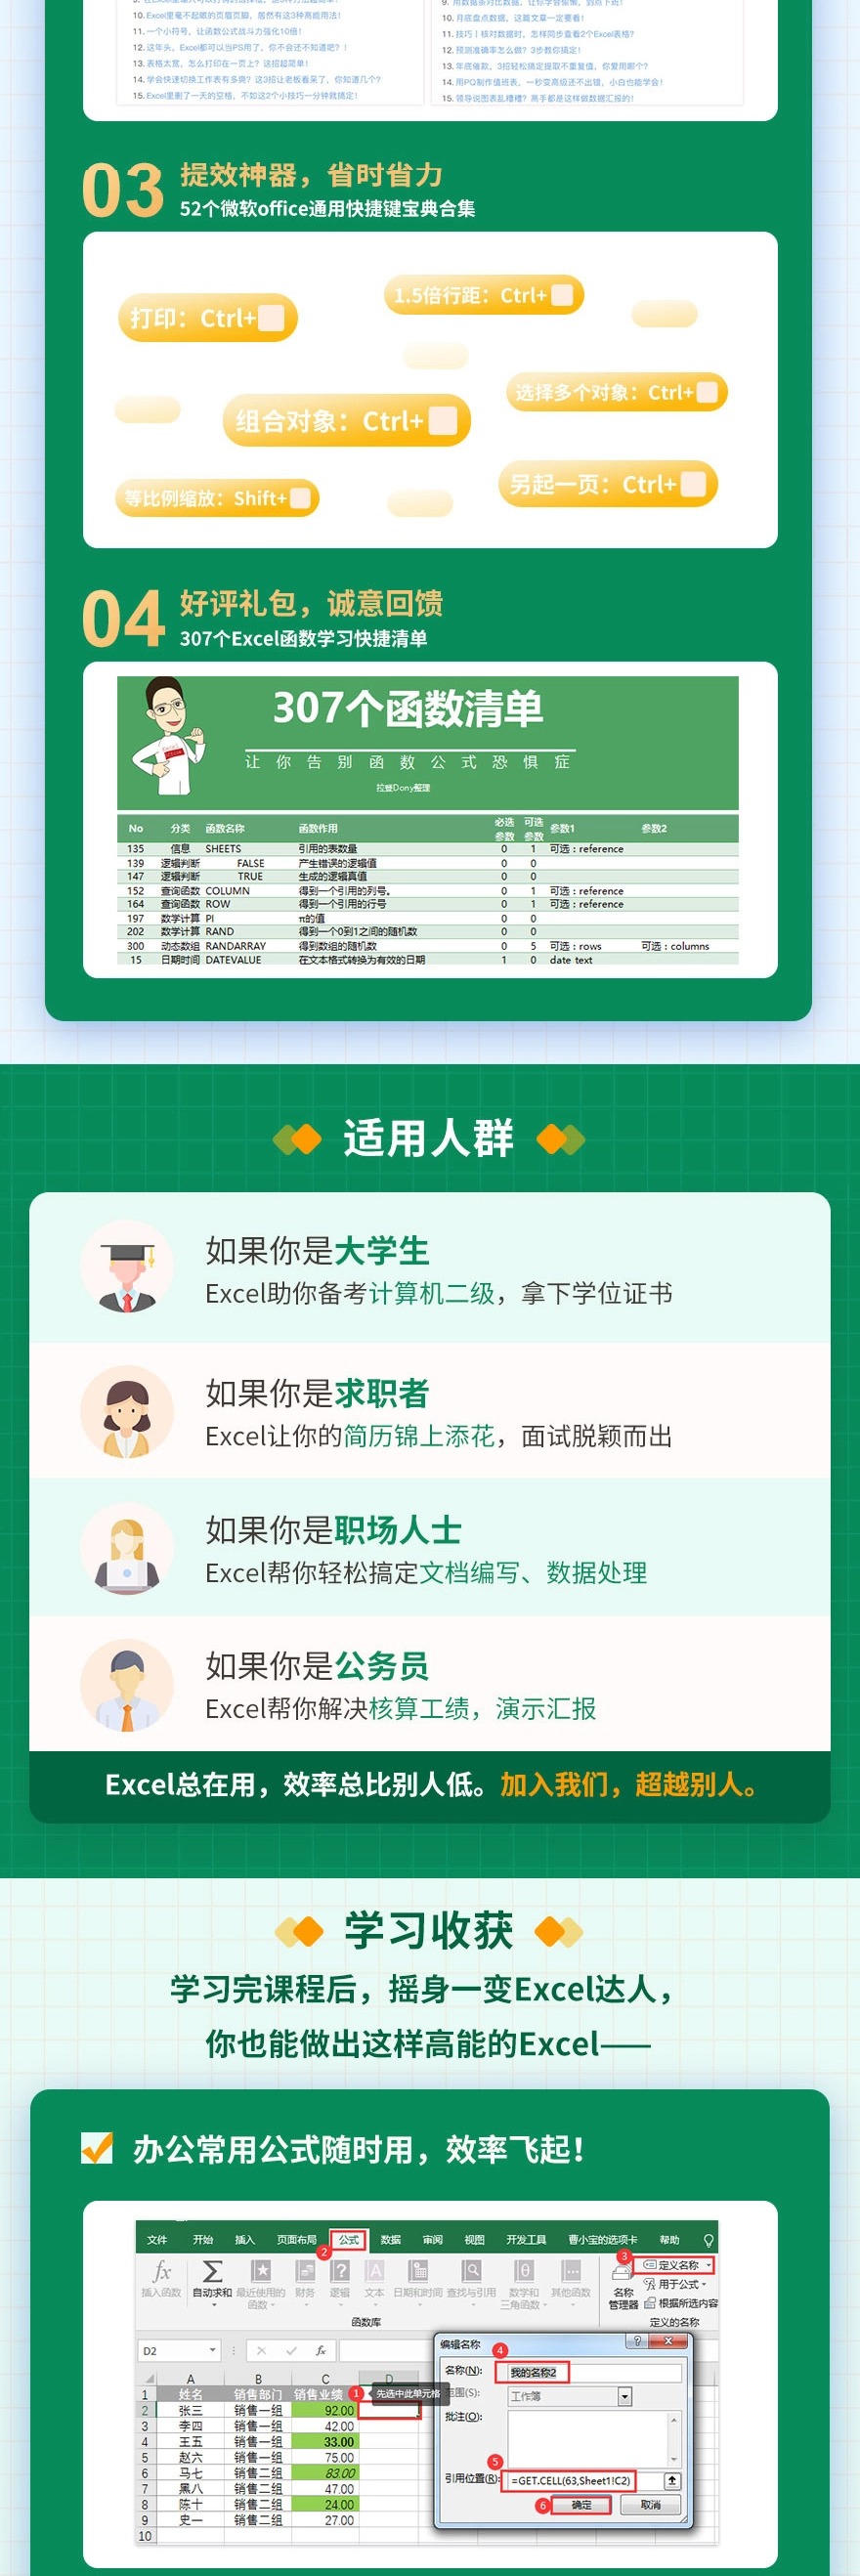 10. Excel里毫不起眼的页眉页脚，居然有这3种高能用法！
11. 一个小符号，让函数公式战斗力强化10倍！
12. 这年头，Excel都可以当PS用了，你不会还不知道吧？！
13. 表格太宽，怎么打印在一页上？这招超简单！
14. 学会快速切换工作表有多爽？这3招让老板看呆了，你知道几个？
15. Excel里删了一天的空格，不如这2个小技巧一分钟就搞定！
10. 月底盘点数据，这篇文章一定要看！
11. 技巧丨核对数据时，怎样同步查看2个Excel表格？
12. 预测准确率怎么做？3步教你搞定！
13. 年底催款，3招轻松搞定提取不重复值，你爱用哪个？
14. 用PQ制作值班表，一秒变高级还不出错，小白也能学会！
15. 领导说图表乱糟糟？高手都是这样做数据汇报的！
03 提效神器，省时省力
52个微软office通用快捷键宝典合集
打印：Ctrl+
1.5倍行距：Ctrl+
选择多个对象：Ctrl+
组合对象：Ctrl+
另起一页：Ctrl+
等比例缩放：Shift+
04 好评礼包，诚意回馈
307个Excel函数学习快捷清单
307个函数清单
让你告别函数公式恐惧症
拉登Dony整理
No 分类 函数名称 函数作用 必选参数 可选参数 参数1 参数2
135 信息 SHEETS 引用的表数量 0 1 可选：reference
139 逻辑判断 FALSE 产生错误的逻辑值 0 0
147 逻辑判断 TRUE 生成的逻辑真值 0 0
152 查询函数 COLUMN 得到一个引用的列号。 0 1 可选：reference
164 查询函数 ROW 得到一个引用的行号 0 1 可选：reference
197 数学计算 PI π的值 0 0
202 数学计算 RAND 得到一个0到1之间的随机数 0 0
300 动态数组 RANDARRAY 得到数组的随机数 0 5 可选：rows 可选：columns
15 日期时间 DATEVALUE 在文本格式转换为有效的日期 1 0 date_text
适用人群
如果你是大学生
Excel助你备考计算机二级，拿下学位证书
如果你是求职者
Excel让你的简历锦上添花，面试脱颖而出
如果你是职场人士
Excel帮你轻松搞定文档编写、数据处理
如果你是公务员
Excel帮你解决核算工绩，演示汇报
Excel总在用，效率总比别人低。加入我们，超越别人。
学习收获
学习完课程后，摇身一变Excel达人，
你也能做出这样高能的Excel——
办公常用公式随时用，效率飞起！
文件 开始 插入 页面布局 公式 数据 审阅 视图 开发工具 曹小宝的选项卡 帮助
2
3
fx
插入函数
自动求和
最近使用的函数
财务
逻辑
文本
日期和时间
查找与引用
数学和三角函数
其他函数
名称管理器
定义名称
用于公式
根据所选内容
函数库
定义的名称
D2
fx
A B C D
1 姓名 销售部门 销售业绩
1 先选中此单元格
2 张三 销售一组 92.00
3 李四 销售一组 42.00
4 王五 销售一组 33.00
5 赵六 销售一组 75.00
6 马七 销售二组 83.00
7 黑八 销售二组 47.00
8 陈十 销售二组 24.00
9 史一 销售二组 27.00
10
编辑名称
4
名称(N): 我的名称2
范围(S): 工作簿
批注(O):
5
引用位置(R): =GET.CELL(63,Sheet1!C2)
6 确定 取消